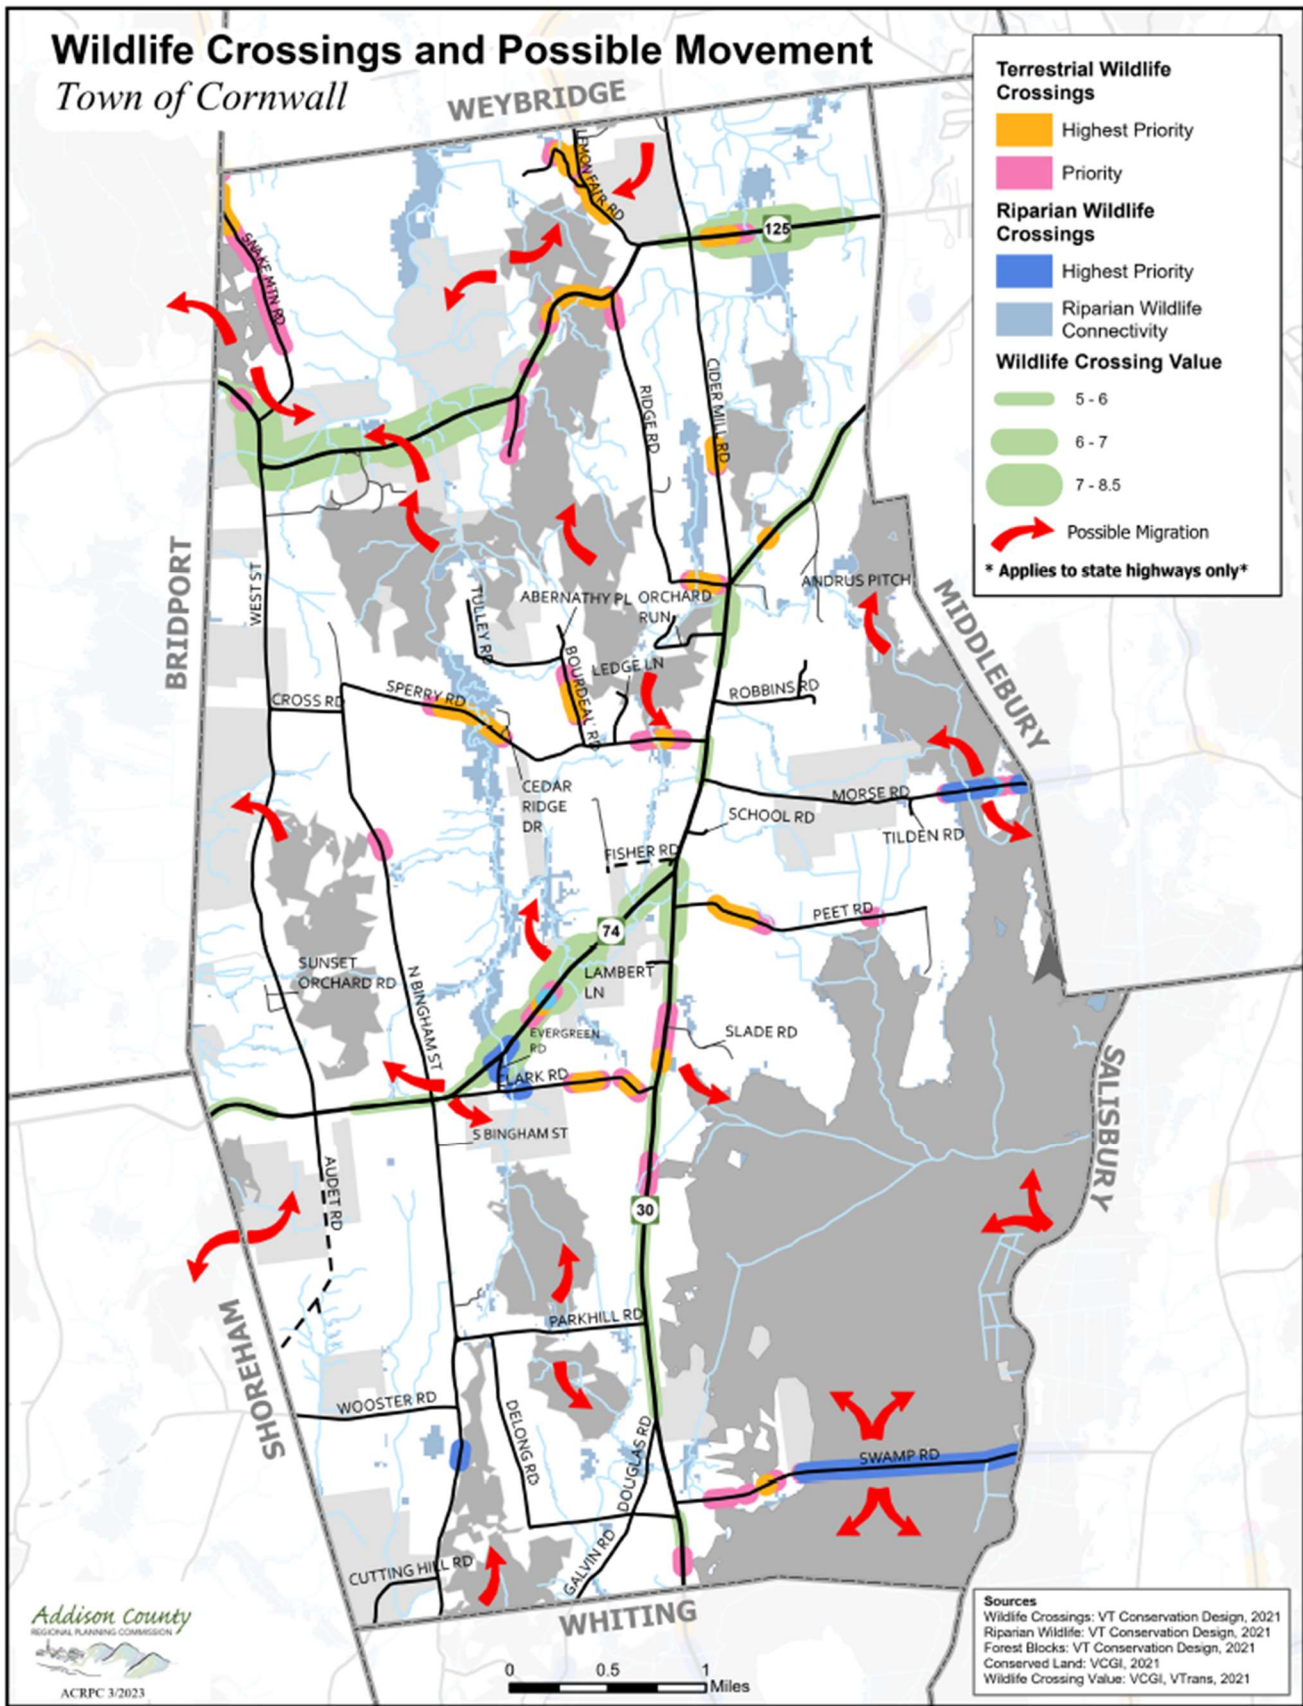 Wildlife Crossings and Possible Movement
Town of Cornwall
WEYBRIDGE
Terrestrial Wildlife
Crossings
Highest Priority
Priority
Riparian Wildlife
Crossings
Highest Priority
Riparian Wildlife
Connectivity
Wildlife Crossing Value
5 - 6
6 - 7
7 - 8.5
Possible Migration
* Applies to state highways only*
LEMON FAIR RD
125
SNAKE MTN RD
RIDGE RD
CIDER MILL RD
BRIDPORT
WEST ST
TULLEY RD
ABERNATHY PL
ORCHARD
RUN
ANDRUS PITCH
MIDDLEBURY
BOURDEAU RD
LEDGE LN
ROBBINS RD
CROSS RD
SPERRY RD
CEDAR
RIDGE
DR
MORSE RD
SCHOOL RD
TILDEN RD
FISHER RD
PEET RD
74
SUNSET
ORCHARD RD
N BINGHAM ST
LAMBERT
LN
EVERGREEN
RD
SLADE RD
CLARK RD
S BINGHAM ST
SALISBURY
AUDET RD
30
SHOREHAM
PARKHILL RD
WOOSTER RD
DELONG RD
DOUGLAS RD
SWAMP RD
CUTTING HILL RD
GALVIN RD
WHITING
Addison County
REGIONAL PLANNING COMMISSION
ACRPC 3/2023
0 0.5 1
Miles
Sources
Wildlife Crossings: VT Conservation Design, 2021
Riparian Wildlife: VT Conservation Design, 2021
Forest Blocks: VT Conservation Design, 2021
Conserved Land: VCGI, 2021
Wildlife Crossing Value: VCGI, VTrans, 2021